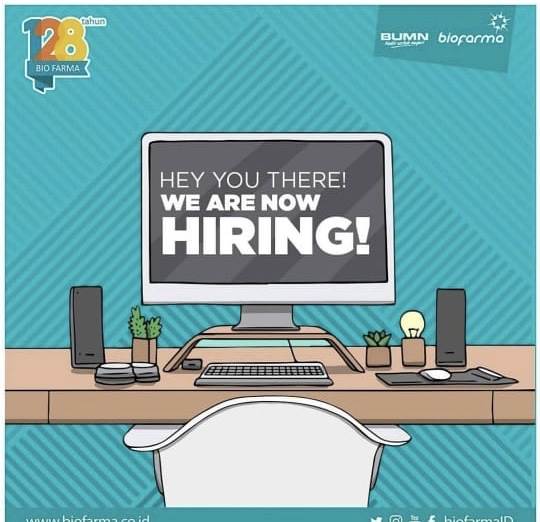 128 tahun
BIO FARMA
BUMN
biofarma
HEY YOU THERE!
WE ARE NOW
HIRING!
www.biofarma.co.id
biofarmaID